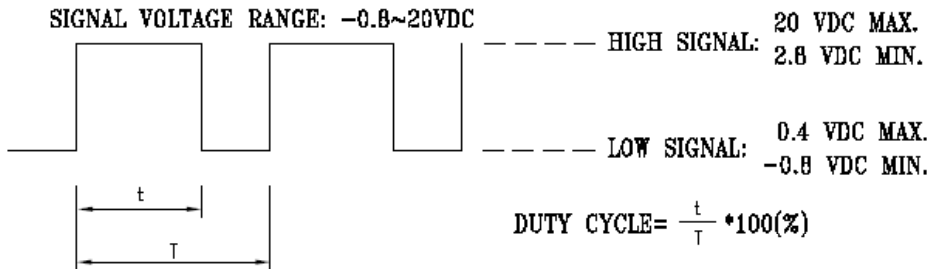 SIGNAL VOLTAGE RANGE: -0.8~20VDC
HIGH SIGNAL: 20 VDC MAX.
2.8 VDC MIN.
LOW SIGNAL: 0.4 VDC MAX.
-0.8 VDC MIN.
t
T
DUTY CYCLE= t/T *100(%)